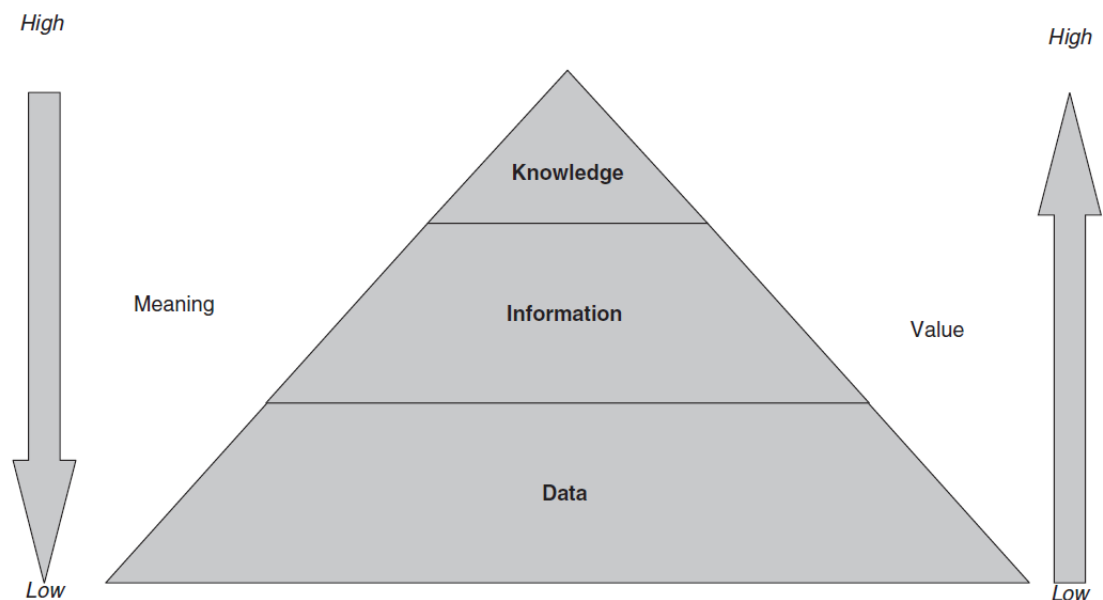 High
High
Knowledge
Meaning
Information
Value
Data
Low
Low